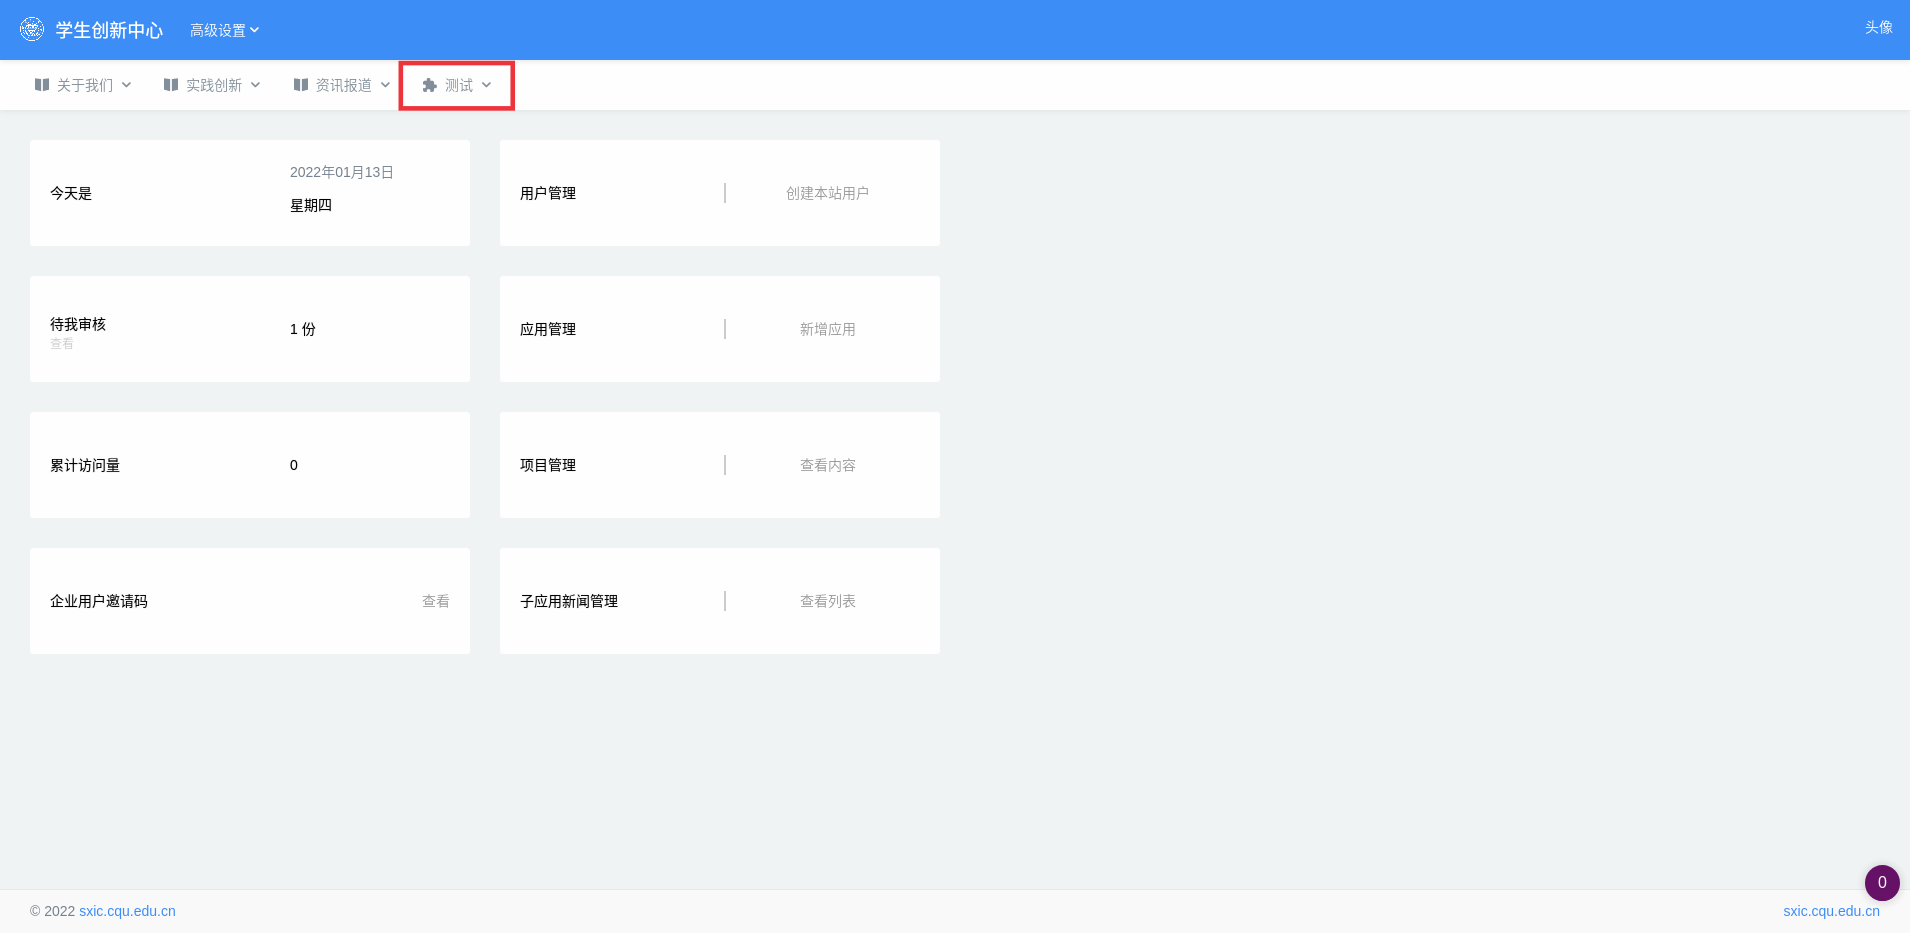 学生创新中心 高级设置 头像
关于我们 实践创新 资讯报道 测试
今天是
2022年01月13日
星期四
用户管理 创建本站用户
待我审核
查看
1 份
应用管理 新增应用
累计访问量 0
项目管理 查看内容
企业用户邀请码 查看
子应用新闻管理 查看列表
0
© 2022 sxic.cqu.edu.cn sxic.cqu.edu.cn